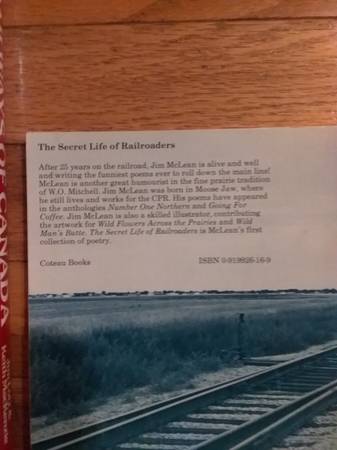 The Secret Life of Railroaders
After 25 years on the railroad, Jim McLean is alive and well
and writing the funniest poems ever to roll down the main line!
McLean is another great humourist in the fine prairie tradition
of W.O. Mitchell. Jim McLean was born in Moose Jaw, where
he still lives and works for the CPR. His poems have appeared
in the anthologies Number One Northern and Going For
Coffee. Jim McLean is also a skilled illustrator, contributing
the artwork for Wild Flowers Across the Prairies and Wild
Man's Butte. The Secret Life of Railroaders is McLean's first
collection of poetry.
Coteau Books
ISBN 0-919926-16-9
WAYS OF CANADA
Keith MacKenzie